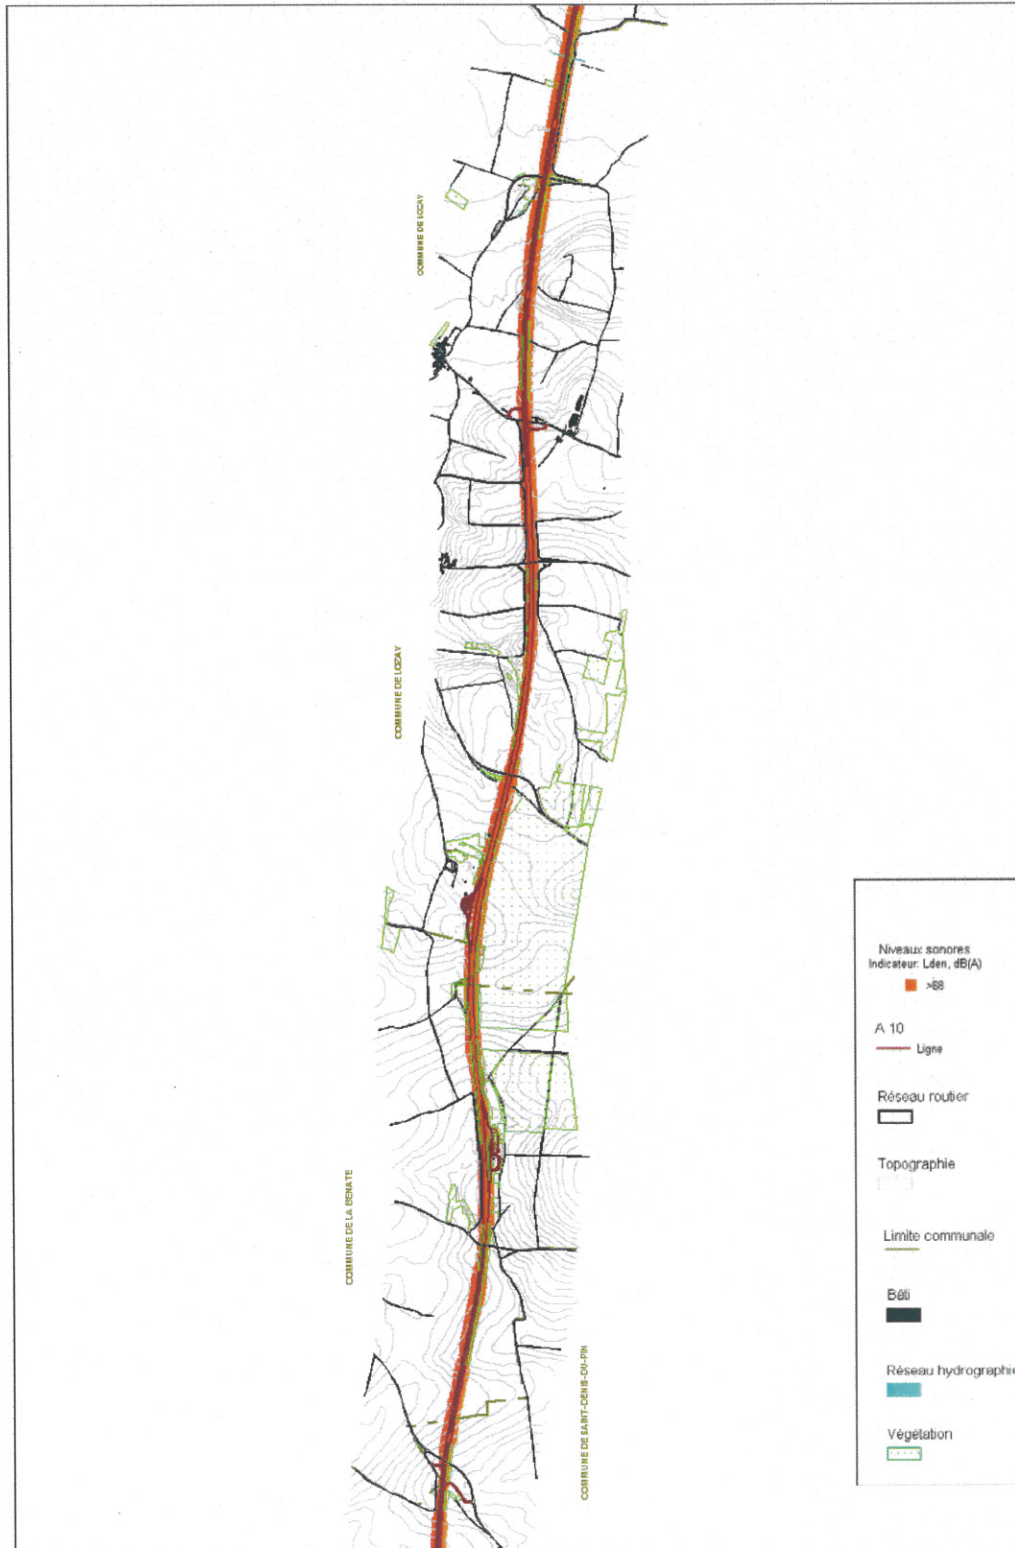 COMMUNE DE LOZAY
COMMUNE DE LOZAY
COMMUNE DE LA BENATE
COMMUNE DE SAINT-DENIS-DU-PIN
Niveaux sonores
Indicateur: Lden, dB(A)
>68
A 10
Ligne
Réseau routier
Topographie
Limite communale
Bâti
Réseau hydrographie
Végétation